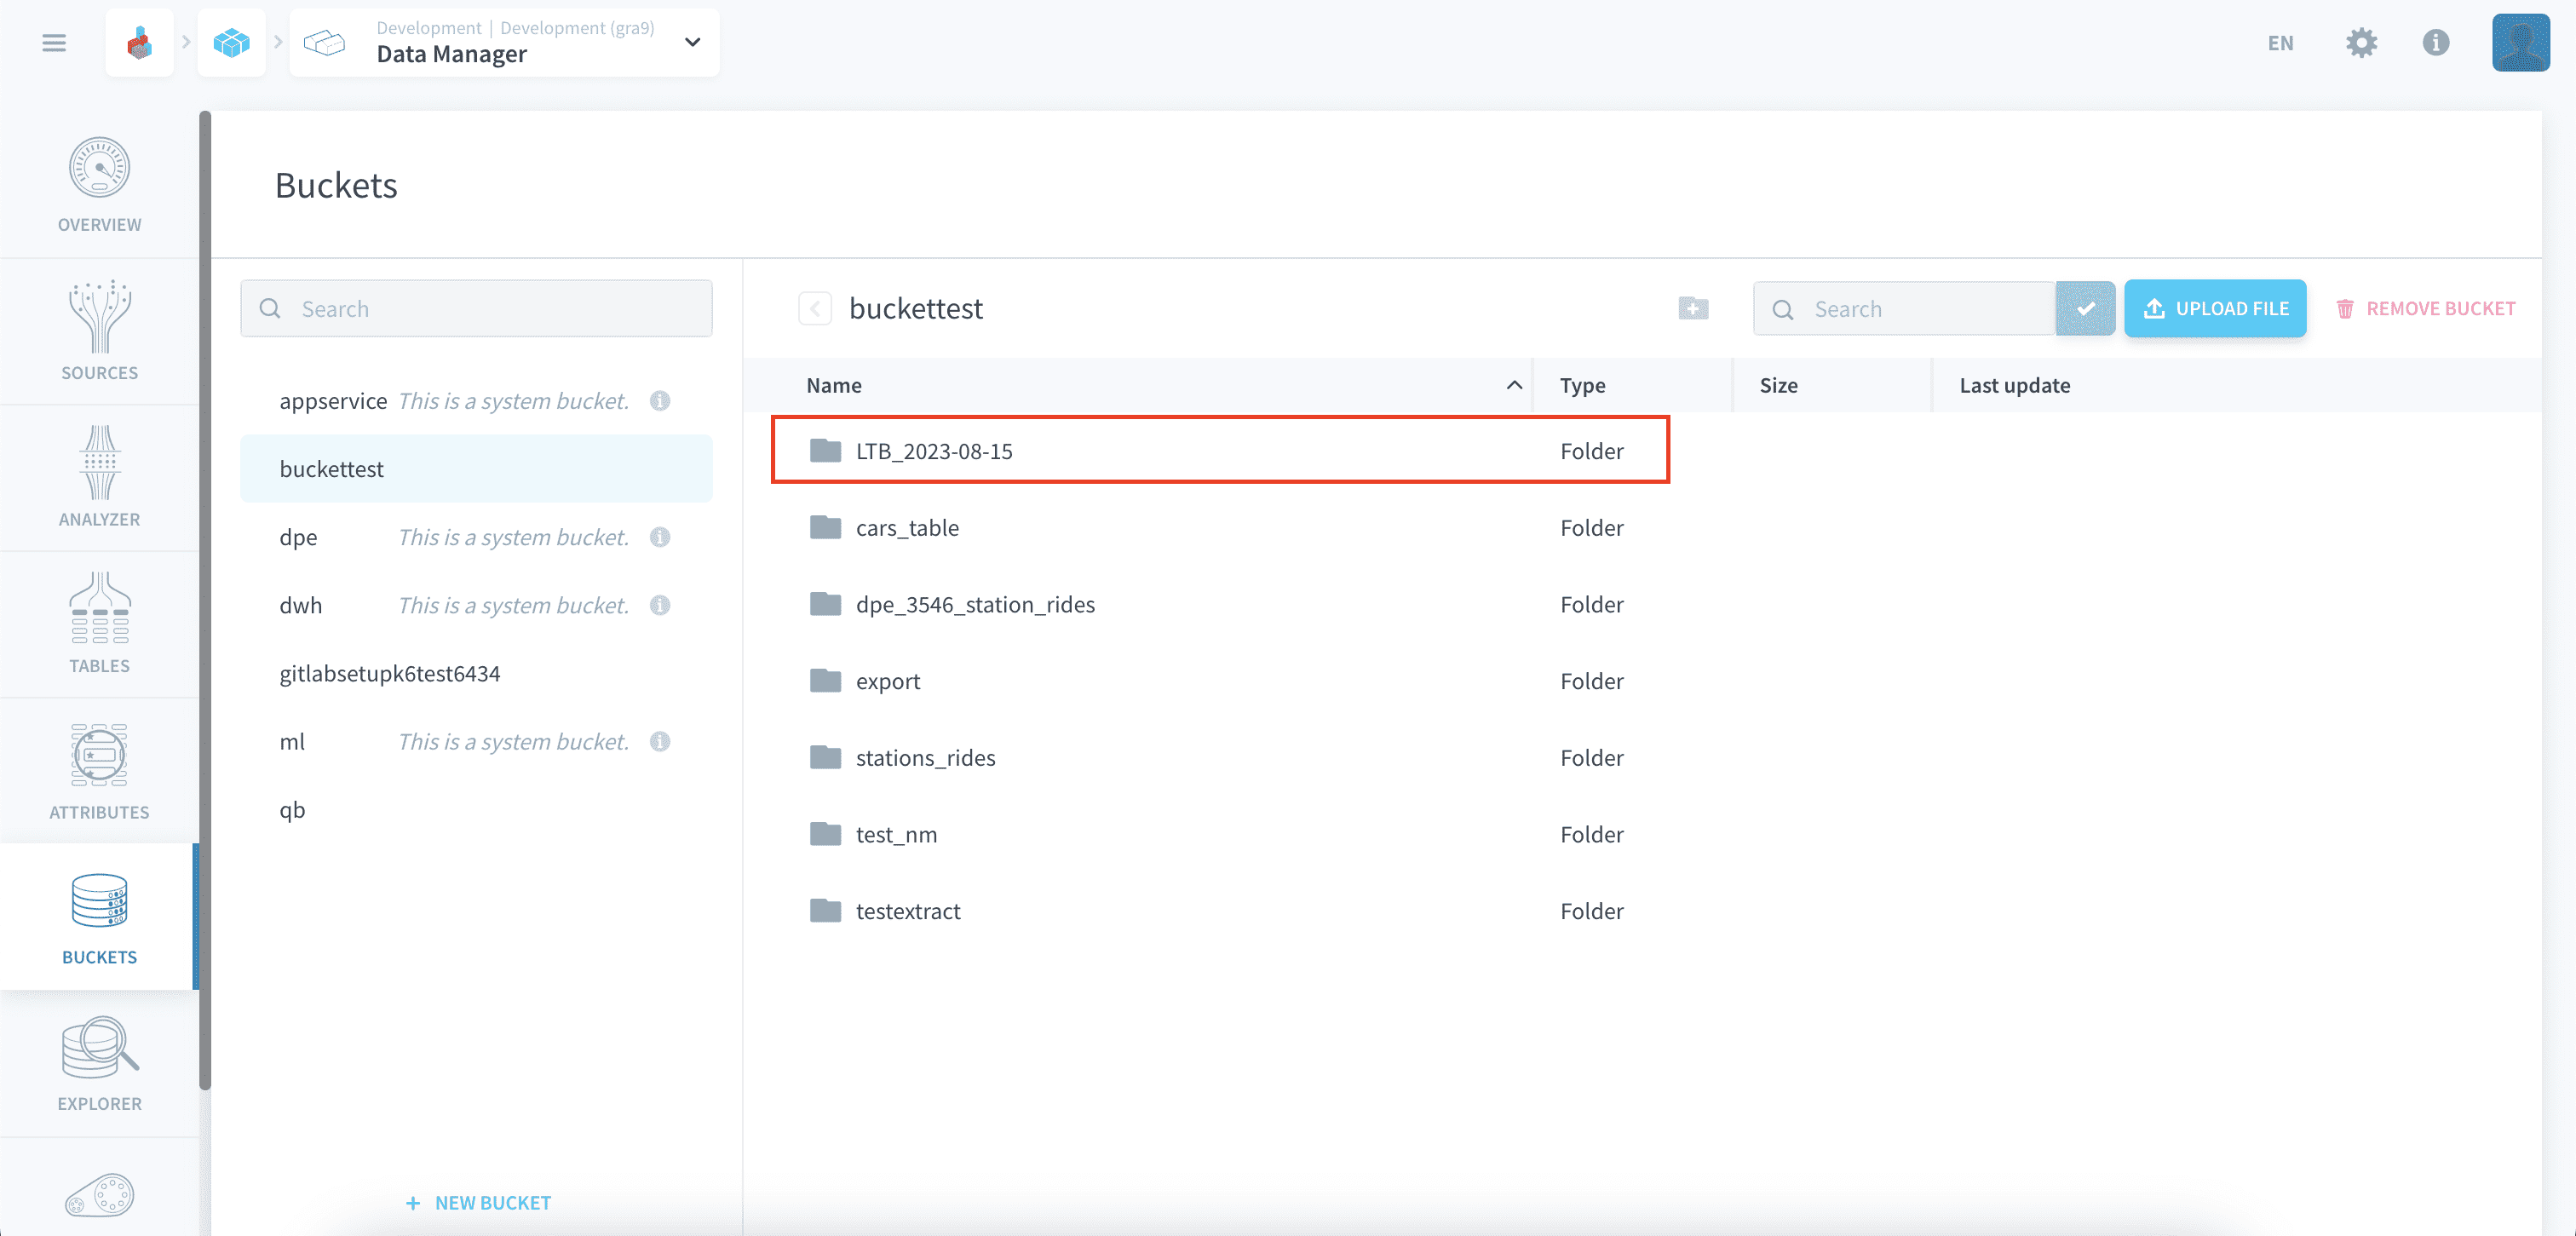 Development | Development (gra9)
Data Manager
EN
OVERVIEW
SOURCES
ANALYZER
TABLES
ATTRIBUTES
BUCKETS
EXPLORER
Buckets
Search
appservice This is a system bucket.
buckettest
dpe This is a system bucket.
dwh This is a system bucket.
gitlabsetupk6test6434
ml This is a system bucket.
qb
+ NEW BUCKET
buckettest
Search
UPLOAD FILE
REMOVE BUCKET
Name Type Size Last update
LTB_2023-08-15 Folder
cars_table Folder
dpe_3546_station_rides Folder
export Folder
stations_rides Folder
test_nm Folder
testextract Folder